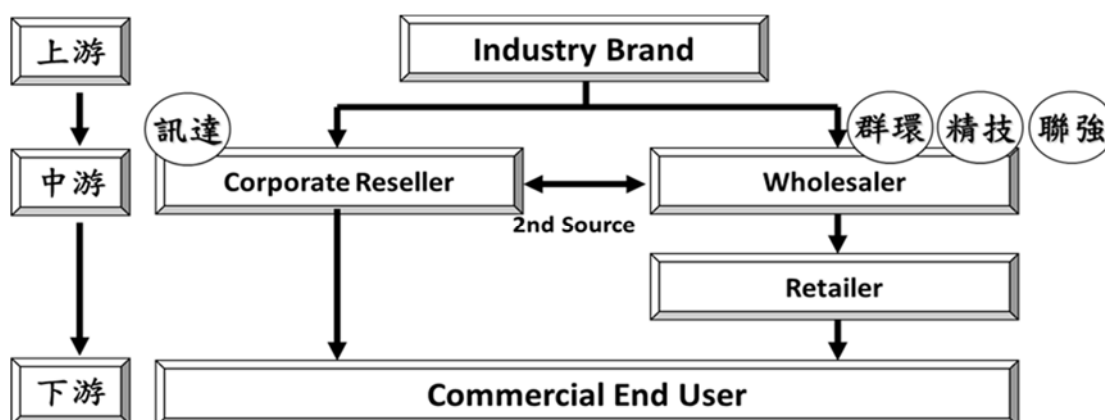 上游
Industry Brand
訊達
群環
精技
聯強
中游
Corporate Reseller
Wholesaler
2nd Source
Retailer
下游
Commercial End User